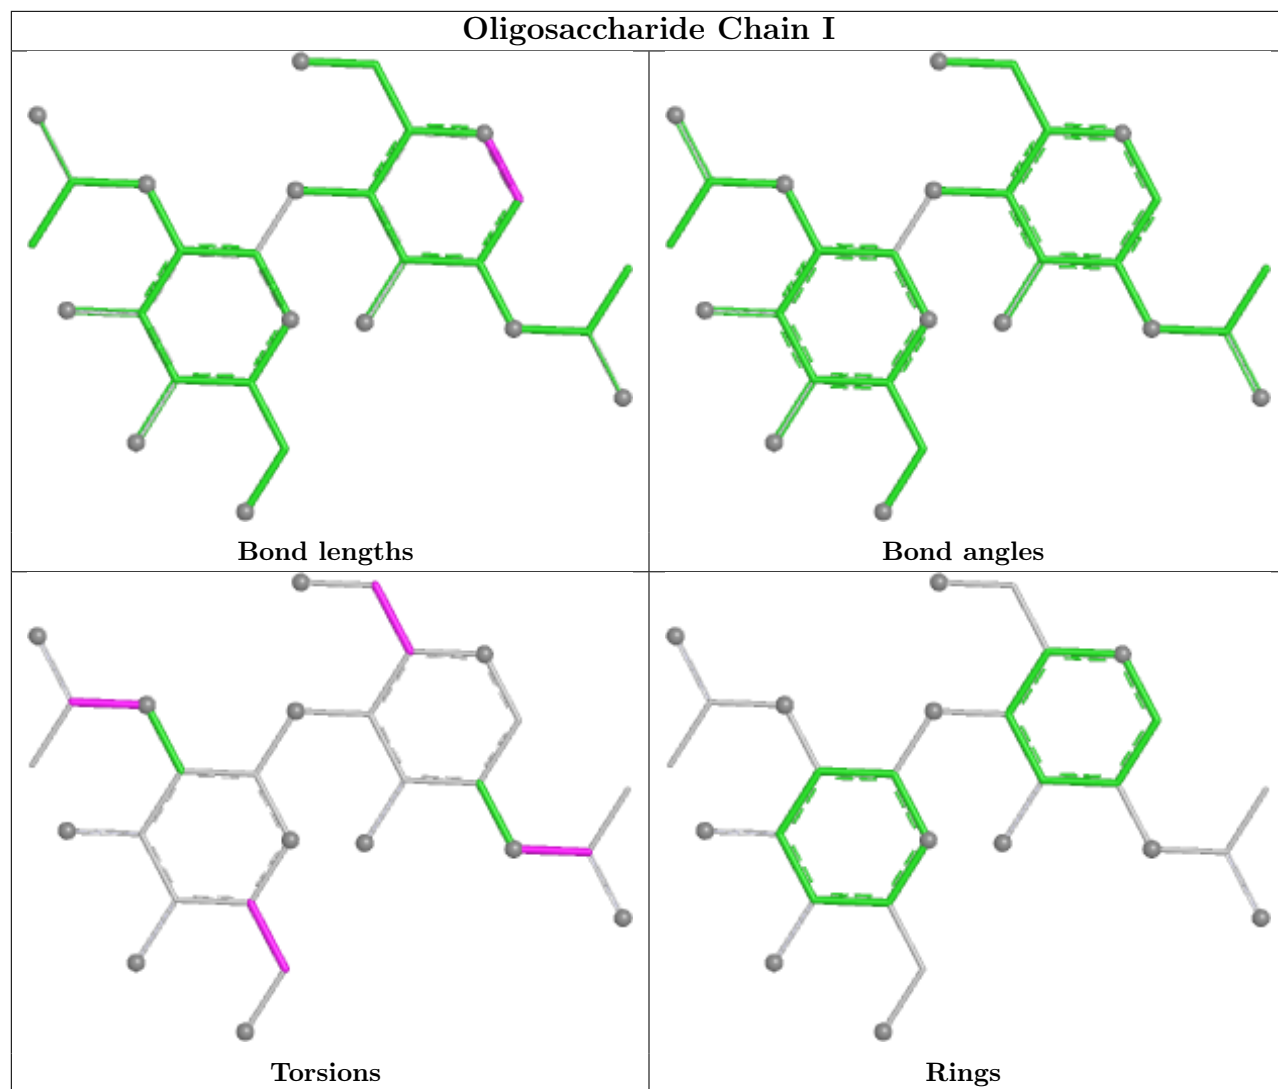 Oligosaccharide Chain I
Bond lengths
Bond angles
Torsions
Rings